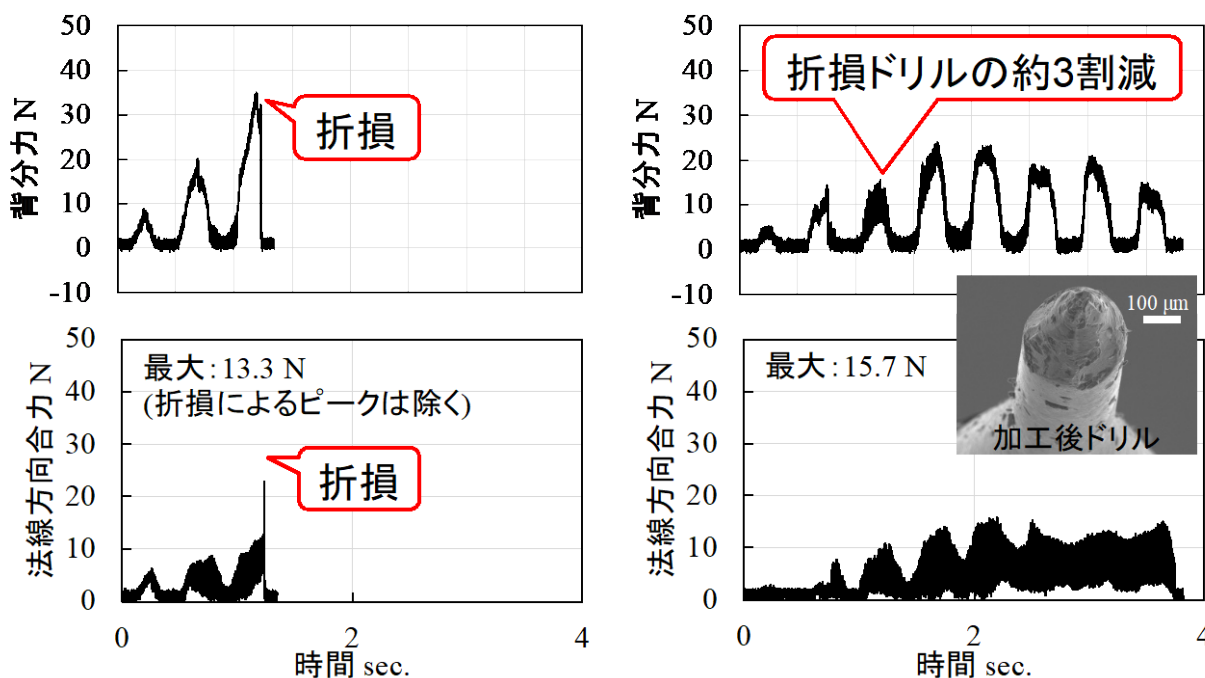 50
40
30
20
10
0
-10
背分力 N
折損
50
40
30
20
10
0
-10
背分力 N
折損ドリルの約3割減
50
40
30
20
10
0
法線方向合力 N
最大：13.3 N
(折損によるピークは除く)
折損
0
2
4
時間 sec.
50
40
30
20
10
0
法線方向合力 N
最大：15.7 N
100 μm
加工後ドリル
0
2
4
時間 sec.